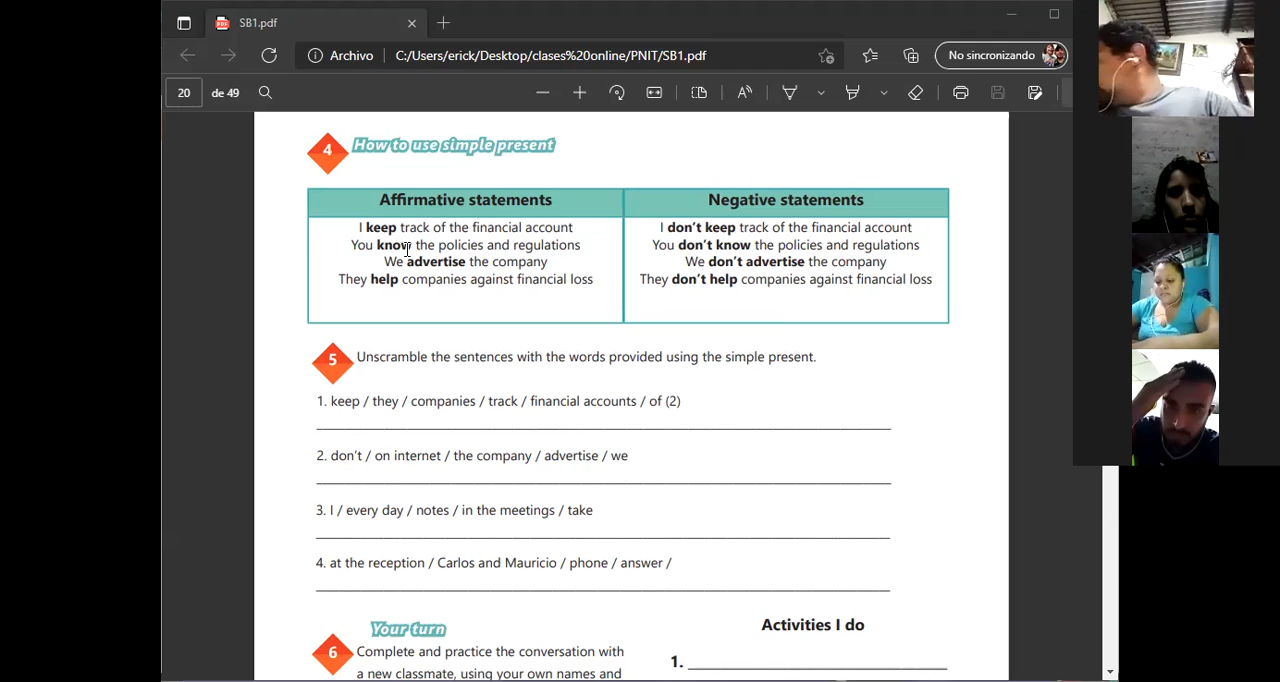 SB1.pdf
Archivo
C:/Users/erick/Desktop/clases%20online/PNIT/SB1.pdf
No sincronizando
20 de 49
4 How to use simple present
Affirmative statements
I keep track of the financial account
You know the policies and regulations
We advertise the company
They help companies against financial loss
Negative statements
I don't keep track of the financial account
You don't know the policies and regulations
We don't advertise the company
They don't help companies against financial loss
5 Unscramble the sentences with the words provided using the simple present.
1. keep / they / companies / track / financial accounts / of (2)
2. don't / on internet / the company / advertise / we
3. I / every day / notes / in the meetings / take
4. at the reception / Carlos and Mauricio / phone / answer /
Your turn
6 Complete and practice the conversation with
a new classmate, using your own names and
Activities I do
1.